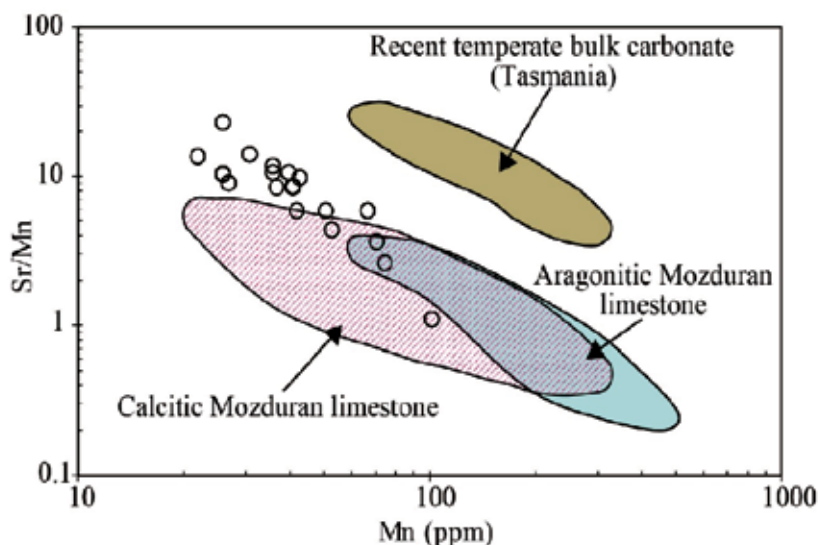 100
Recent temperate bulk carbonate
(Tasmania)
10
Sr/Mn
Aragonitic Mozduran
limestone
1
Calcitic Mozduran limestone
0.1
10
100
1000
Mn (ppm)